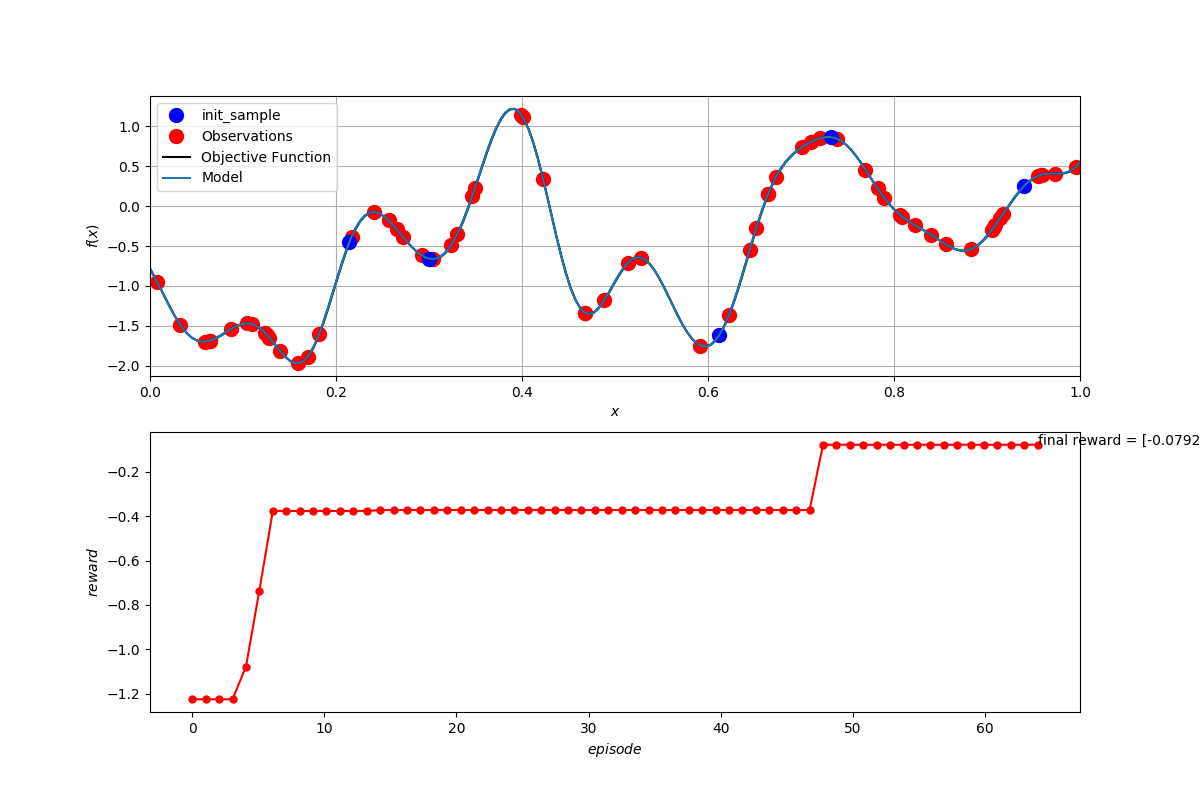 1.0
0.5
0.0
−0.5
−1.0
−1.5
−2.0
f(x)
init_sample
Observations
Objective Function
Model
0.0 0.2 0.4 0.6 0.8 1.0
x
final reward = [-0.0792
−0.2
−0.4
−0.6
−0.8
−1.0
−1.2
reward
0 10 20 30 40 50 60
episode